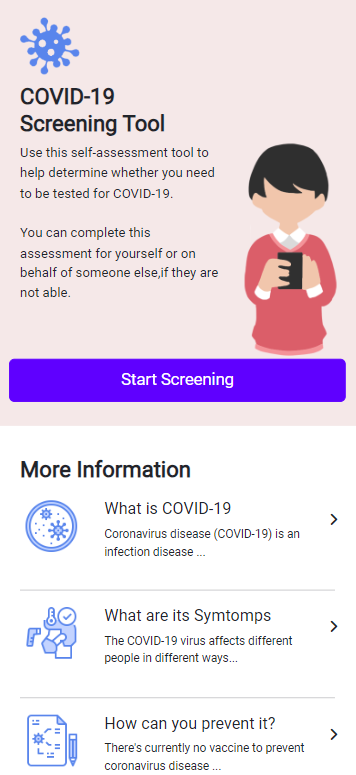 COVID-19
Screening Tool
Use this self-assessment tool to
help determine whether you need
to be tested for COVID-19.
You can complete this
assessment for yourself or on
behalf of someone else,if they are
not able.
Start Screening
More Information
What is COVID-19
Coronavirus disease (COVID-19) is an
infection disease ...
What are its Symtomps
The COVID-19 virus affects different
people in different ways...
How can you prevent it?
There's currently no vaccine to prevent
coronavirus disease ...